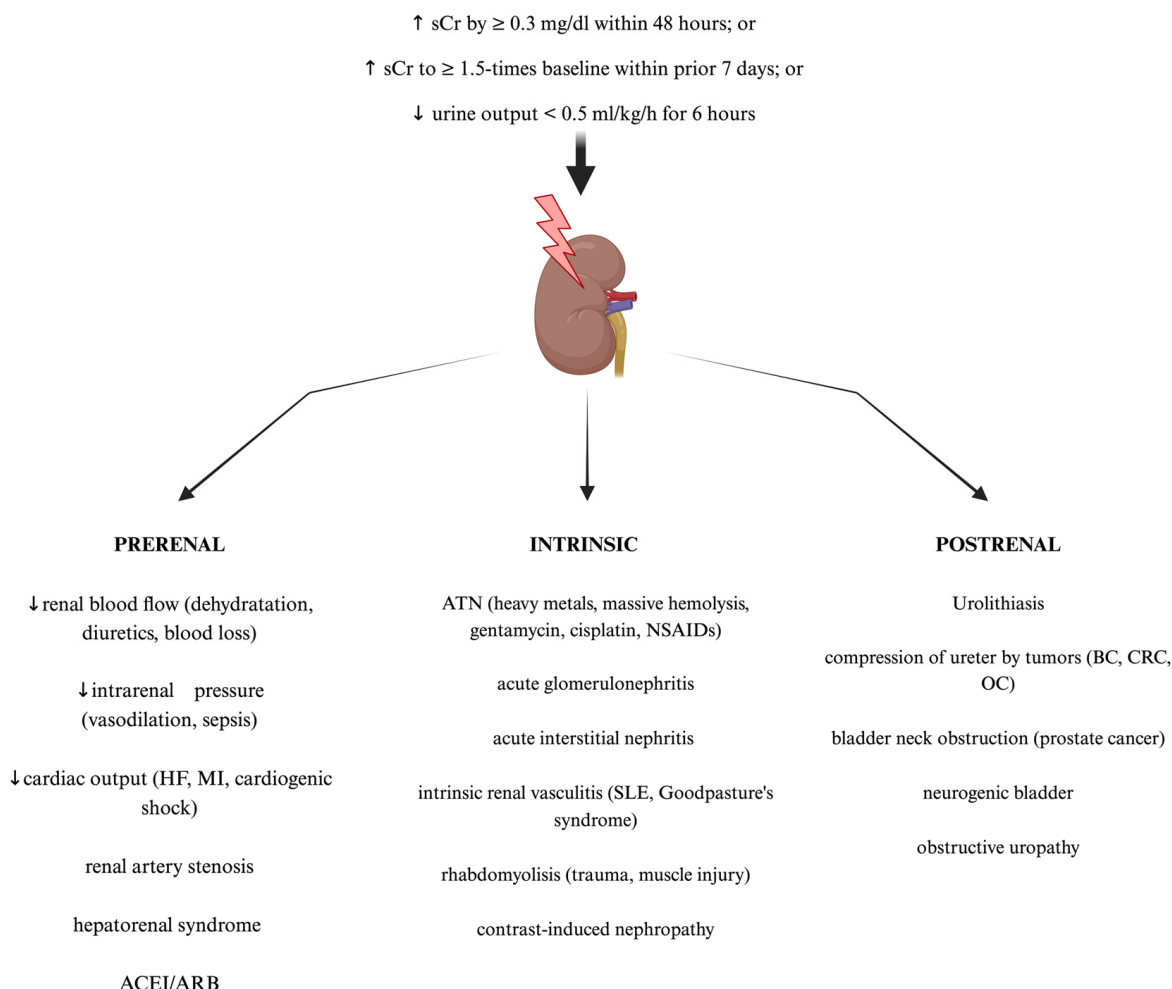 ↑ sCr by ≥ 0.3 mg/dl within 48 hours; or
↑ sCr to ≥ 1.5-times baseline within prior 7 days; or
↓ urine output < 0.5 ml/kg/h for 6 hours
PRERENAL
↓renal blood flow (dehydratation,
diuretics, blood loss)
↓intrarenal pressure
(vasodilation, sepsis)
↓cardiac output (HF, MI, cardiogenic
shock)
renal artery stenosis
hepatorenal syndrome
ACEI/ARB
INTRINSIC
ATN (heavy metals, massive hemolysis,
gentamycin, cisplatin, NSAIDs)
acute glomerulonephritis
acute interstitial nephritis
intrinsic renal vasculitis (SLE, Goodpasture's
syndrome)
rhabdomyolisis (trauma, muscle injury)
contrast-induced nephropathy
POSTRENAL
Urolithiasis
compression of ureter by tumors (BC, CRC,
OC)
bladder neck obstruction (prostate cancer)
neurogenic bladder
obstructive uropathy